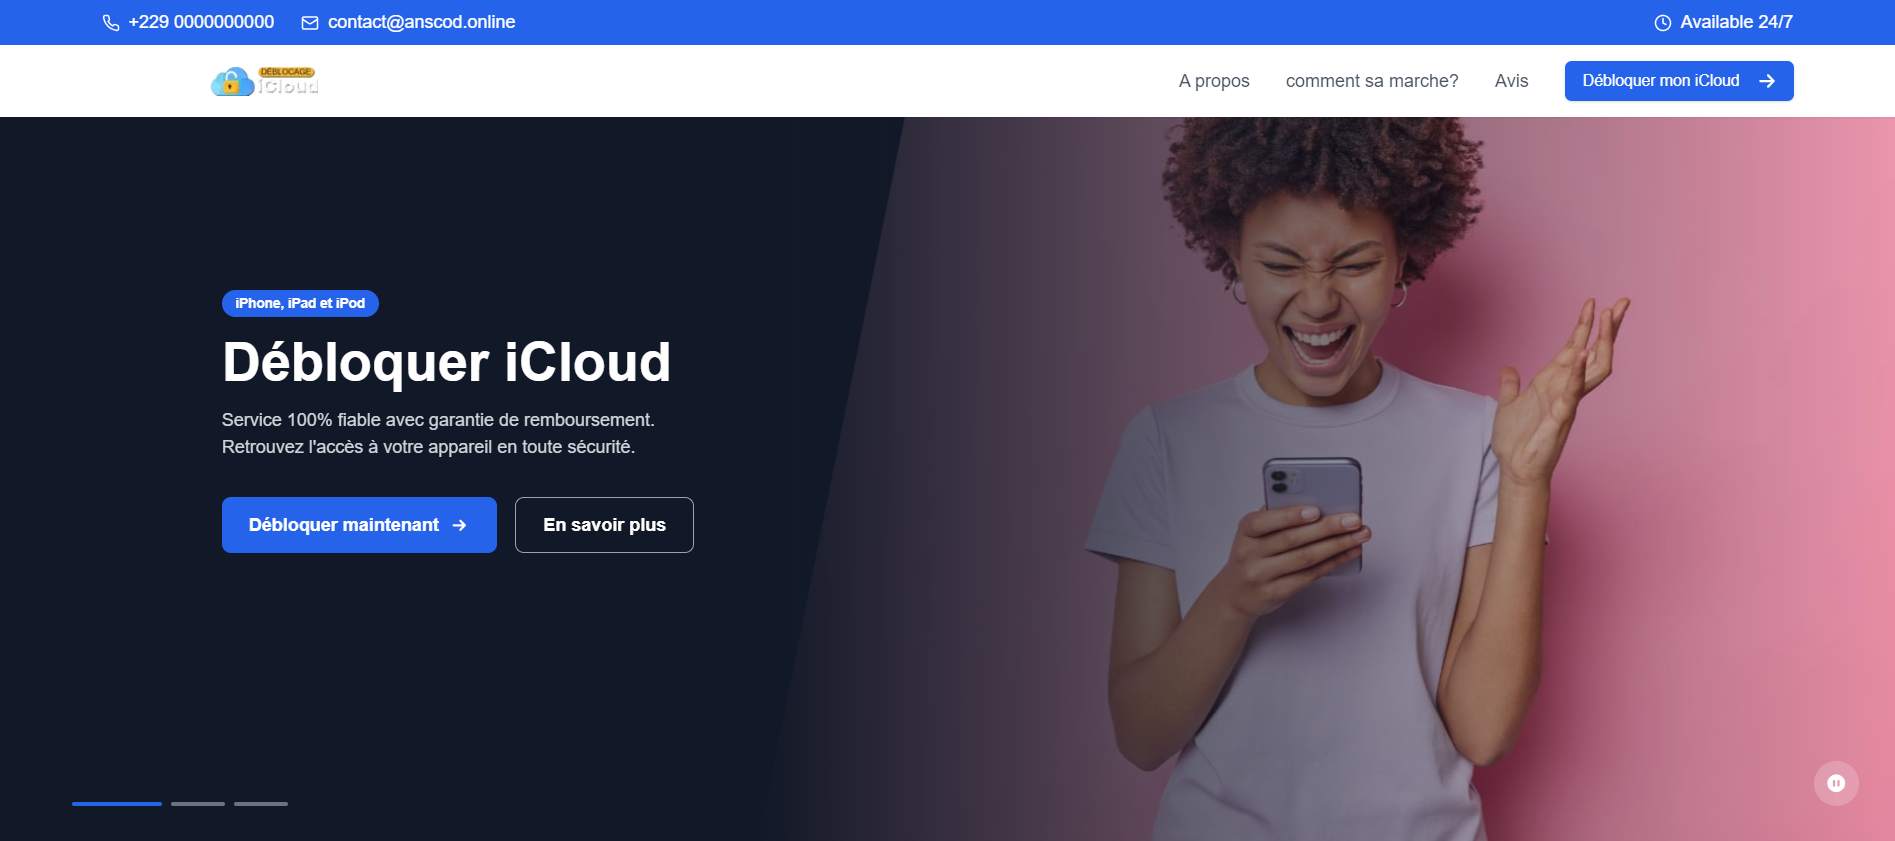 +229 0000000000
contact@anscod.online
Available 24/7
DÉBLOCAGE
iCloud
A propos
comment sa marche?
Avis
Débloquer mon iCloud
iPhone, iPad et iPod
Débloquer iCloud
Service 100% fiable avec garantie de remboursement.
Retrouvez l'accès à votre appareil en toute sécurité.
Débloquer maintenant
En savoir plus